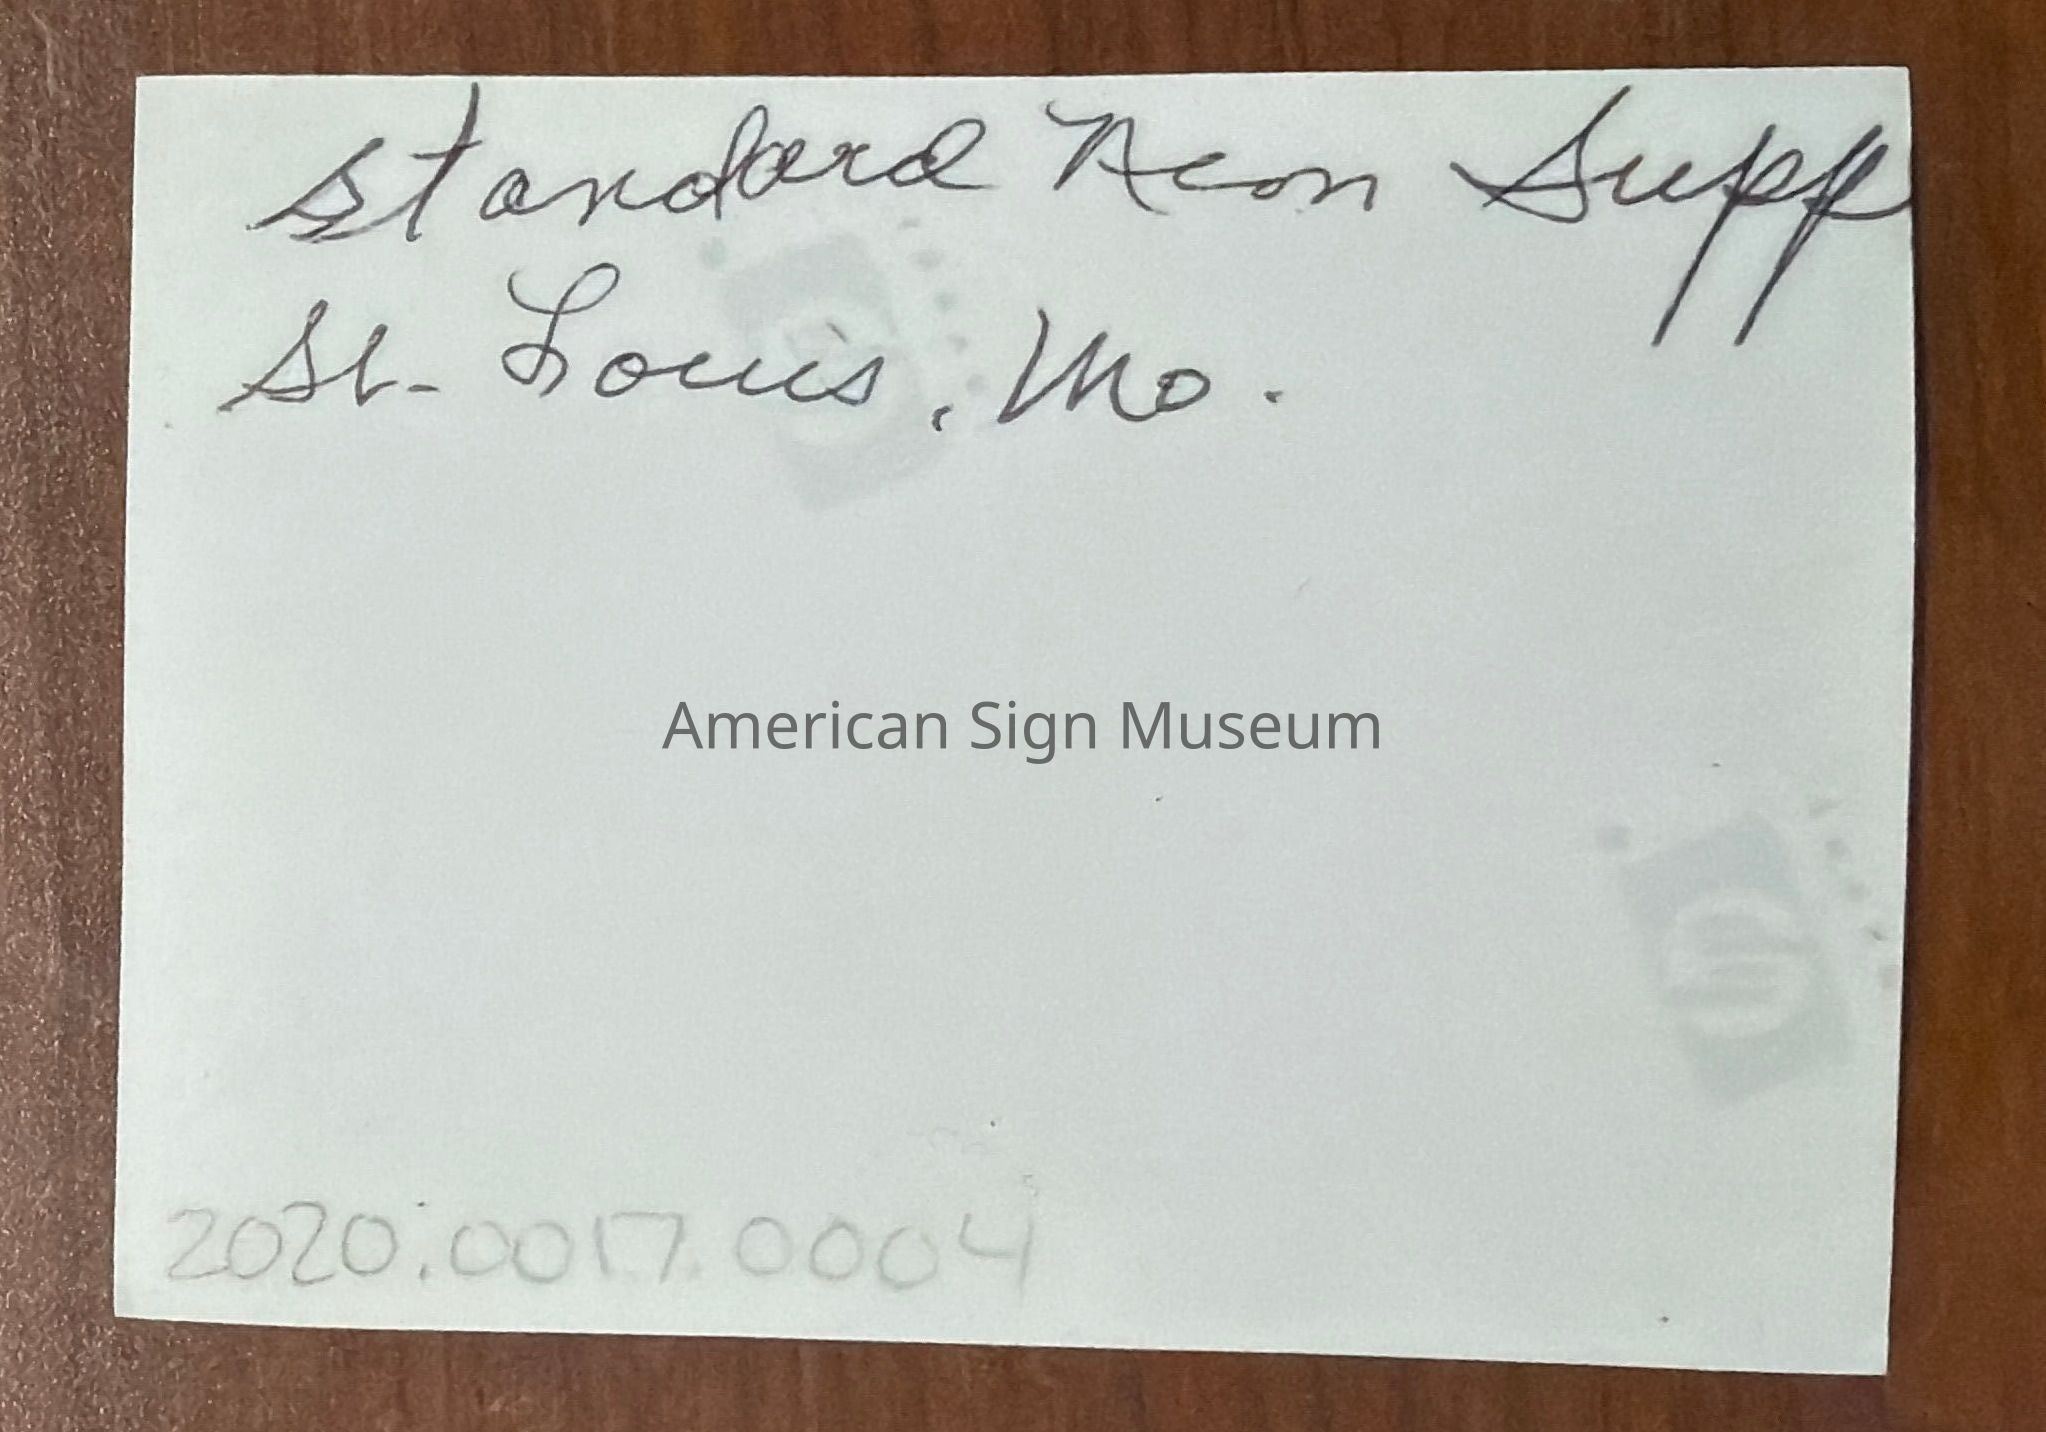 Standard Neon Supp
St. Louis, Mo.
American Sign Museum
2020.0017.0004